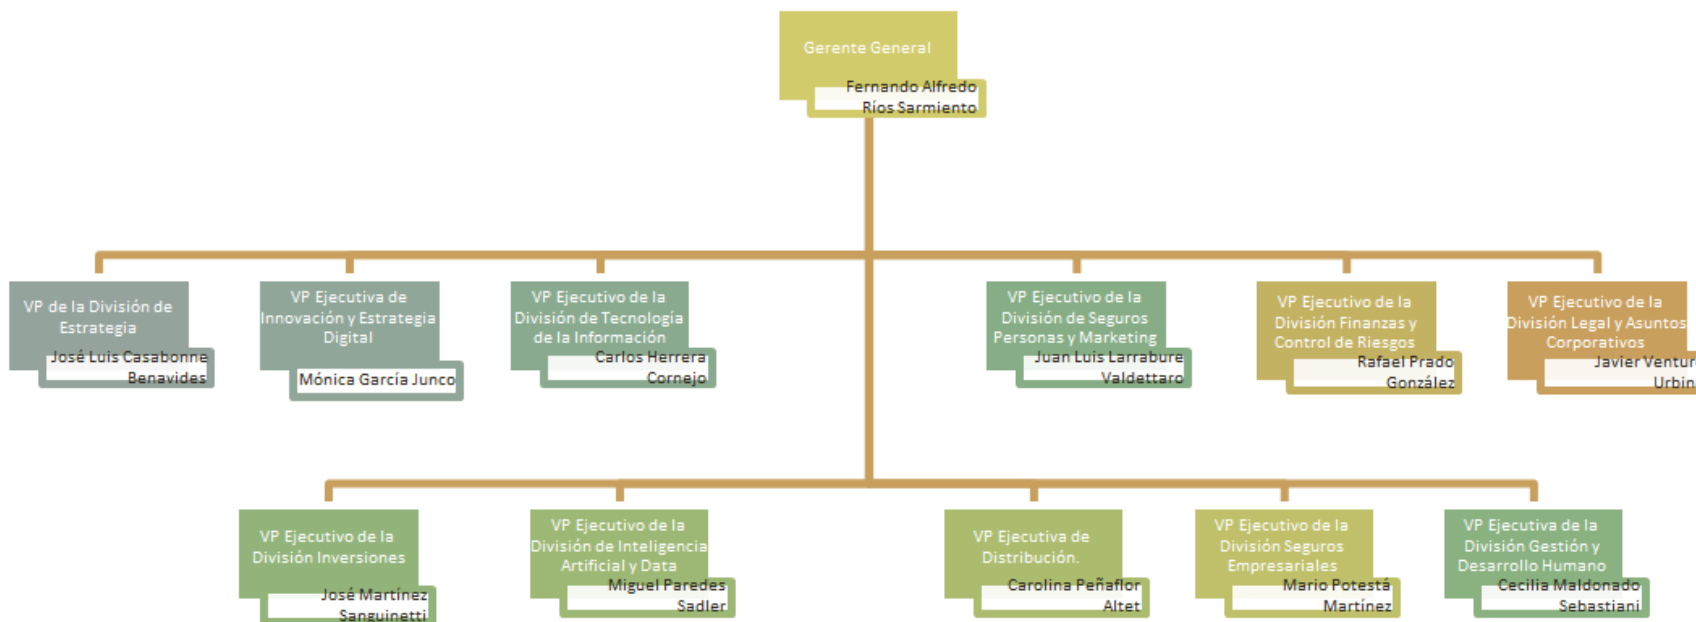 Gerente General
Fernando Alfredo
Ríos Sarmiento
VP de la División de
Estrategia
José Luis Casabonne
Benavides
VP Ejecutiva de
Innovación y Estrategia
Digital
Mónica García Junco
VP Ejecutivo de la
División de Tecnología
de la Información
Carlos Herrera
Cornejo
VP Ejecutivo de la
División de Seguros
Personas y Marketing
Juan Luis Larrabure
Valdettaro
VP Ejecutivo de la
División Finanzas y
Control de Riesgos
Rafael Prado
González
VP Ejecutivo de la
División Legal y Asuntos
Corporativos
Javier
VP Ejecutivo de la
División Inversiones
José Martínez
Sanguinetti
VP Ejecutivo de la
División de Inteligencia
Artificial y Data
Miguel Paredes
Sadler
VP Ejecutiva de
Distribución.
Carolina Peñaflor
Altet
VP Ejecutivo de la
División Seguros
Empresariales
Mario Potestá
Martínez
VP Ejecutiva de la
División Gestión y
Desarrollo Humano
Cecilia Maldonado
Sebastiani